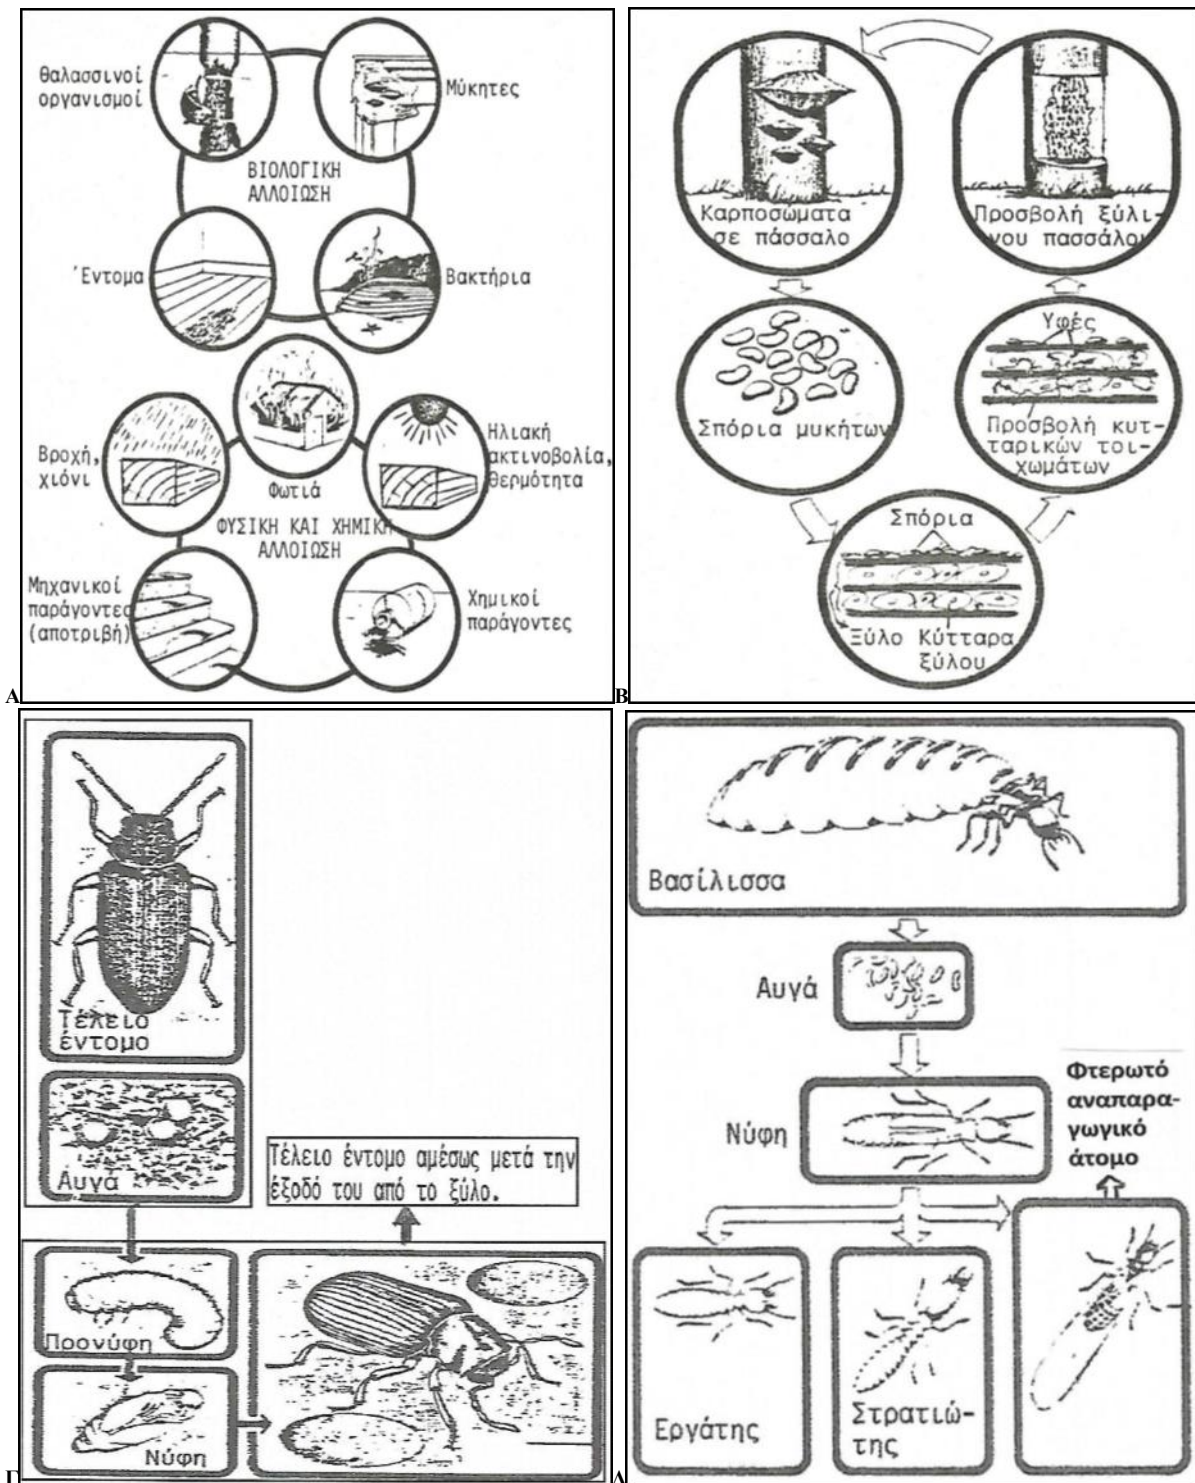 θαλασσινοί
οργανισμοί
Μύκητες
ΒΙΟΛΟΓΙΚΗ
ΑΛΛΟΙΩΣΗ
Έντομα
Βακτήρια
Βροχή,
χιόνι
Φωτιά
Ηλιακή
ακτινοβολία,
θερμότητα
ΦΥΣΙΚΗ ΚΑΙ ΧΗΜΙΚΗ
ΑΛΛΟΙΩΣΗ
Μηχανικοί
παράγοντες
(αποτριβή)
Χημικοί
παράγοντες
Α
Καρποσώματα
σε πάσσαλο
Προσβολή ξύλι-
νου πασσάλου
Σπόρια μυκήτων
Υφές
Προσβολή κυτ-
ταρικών τοι-
χωμάτων
Σπόρια
Ξύλο Κύτταρα
ξύλου
Β
Τέλειο
έντομο
Αυγά
Τέλειο έντομο αμέσως μετά την
έξοδό του από το ξύλο.
Προνύφη
Νύφη
Γ
Βασίλισσα
Αυγά
Νύφη
Φτερωτό
αναπαρα-
γωγικό
άτομο
Εργάτης
Στρατιώ-
της
Δ